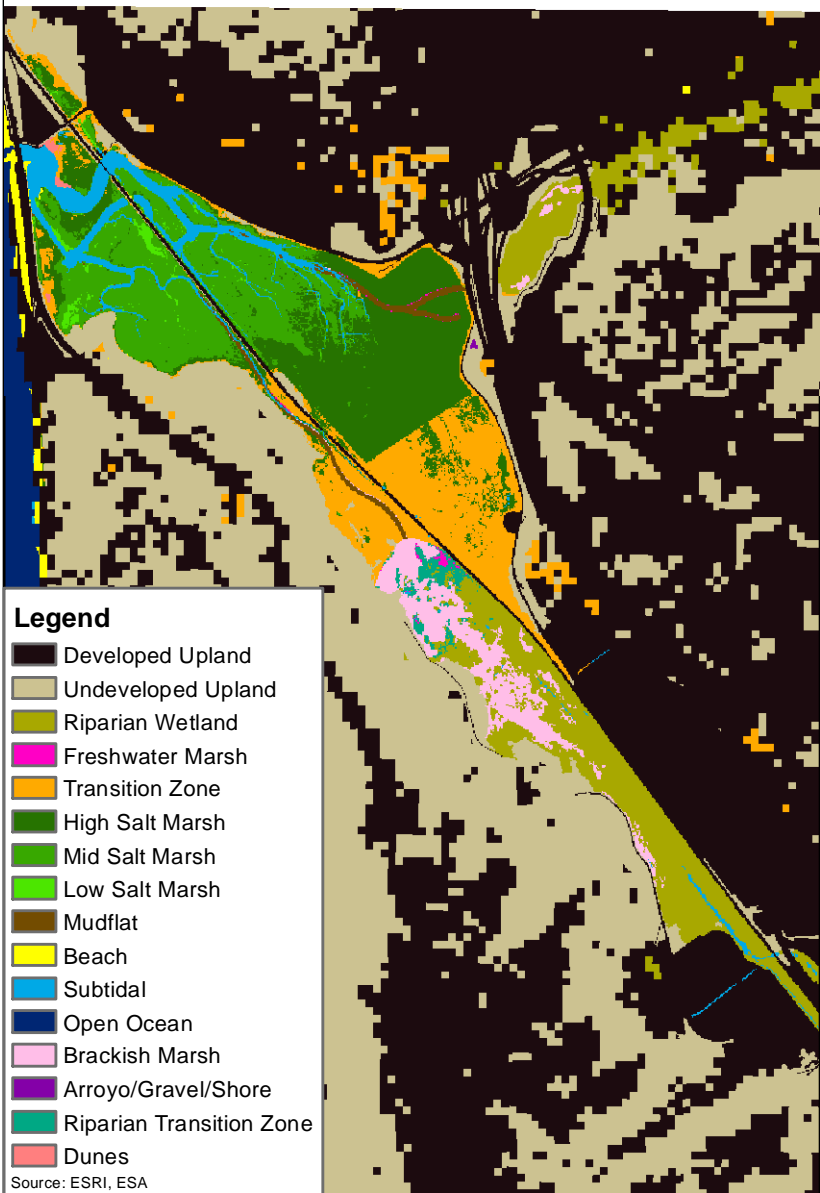 Legend
Developed Upland
Undeveloped Upland
Riparian Wetland
Freshwater Marsh
Transition Zone
High Salt Marsh
Mid Salt Marsh
Low Salt Marsh
Mudflat
Beach
Subtidal
Open Ocean
Brackish Marsh
Arroyo/Gravel/Shore
Riparian Transition Zone
Dunes
Source: ESRI, ESA